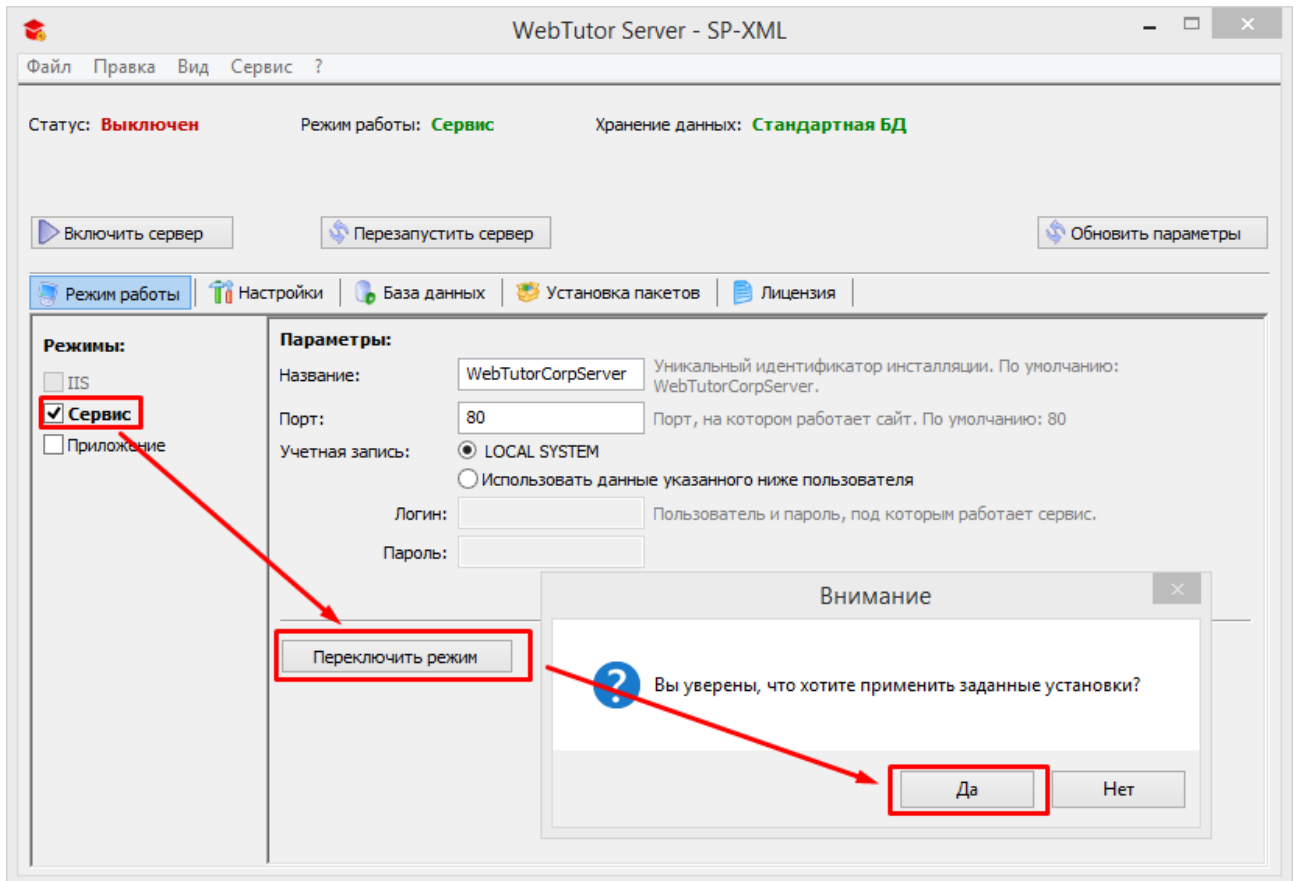 WebTutor Server - SP-XML
Файл Правка Вид Сервис ?
Статус: Выключен Режим работы: Сервис Хранение данных: Стандартная БД
Включить сервер Перезапустить сервер Обновить параметры
Режим работы Настройки База данных Установка пакетов Лицензия
Режимы:
IIS
Сервис
Приложение
Параметры:
Название: WebTutorCorpServer Уникальный идентификатор инсталляции. По умолчанию:
WebTutorCorpServer.
Порт: 80 Порт, на котором работает сайт. По умолчанию: 80
Учетная запись: LOCAL SYSTEM
Использовать данные указанного ниже пользователя
Логин: Пользователь и пароль, под которым работает сервис.
Пароль:
Переключить режим
Внимание
Вы уверены, что хотите применить заданные установки?
Да Нет